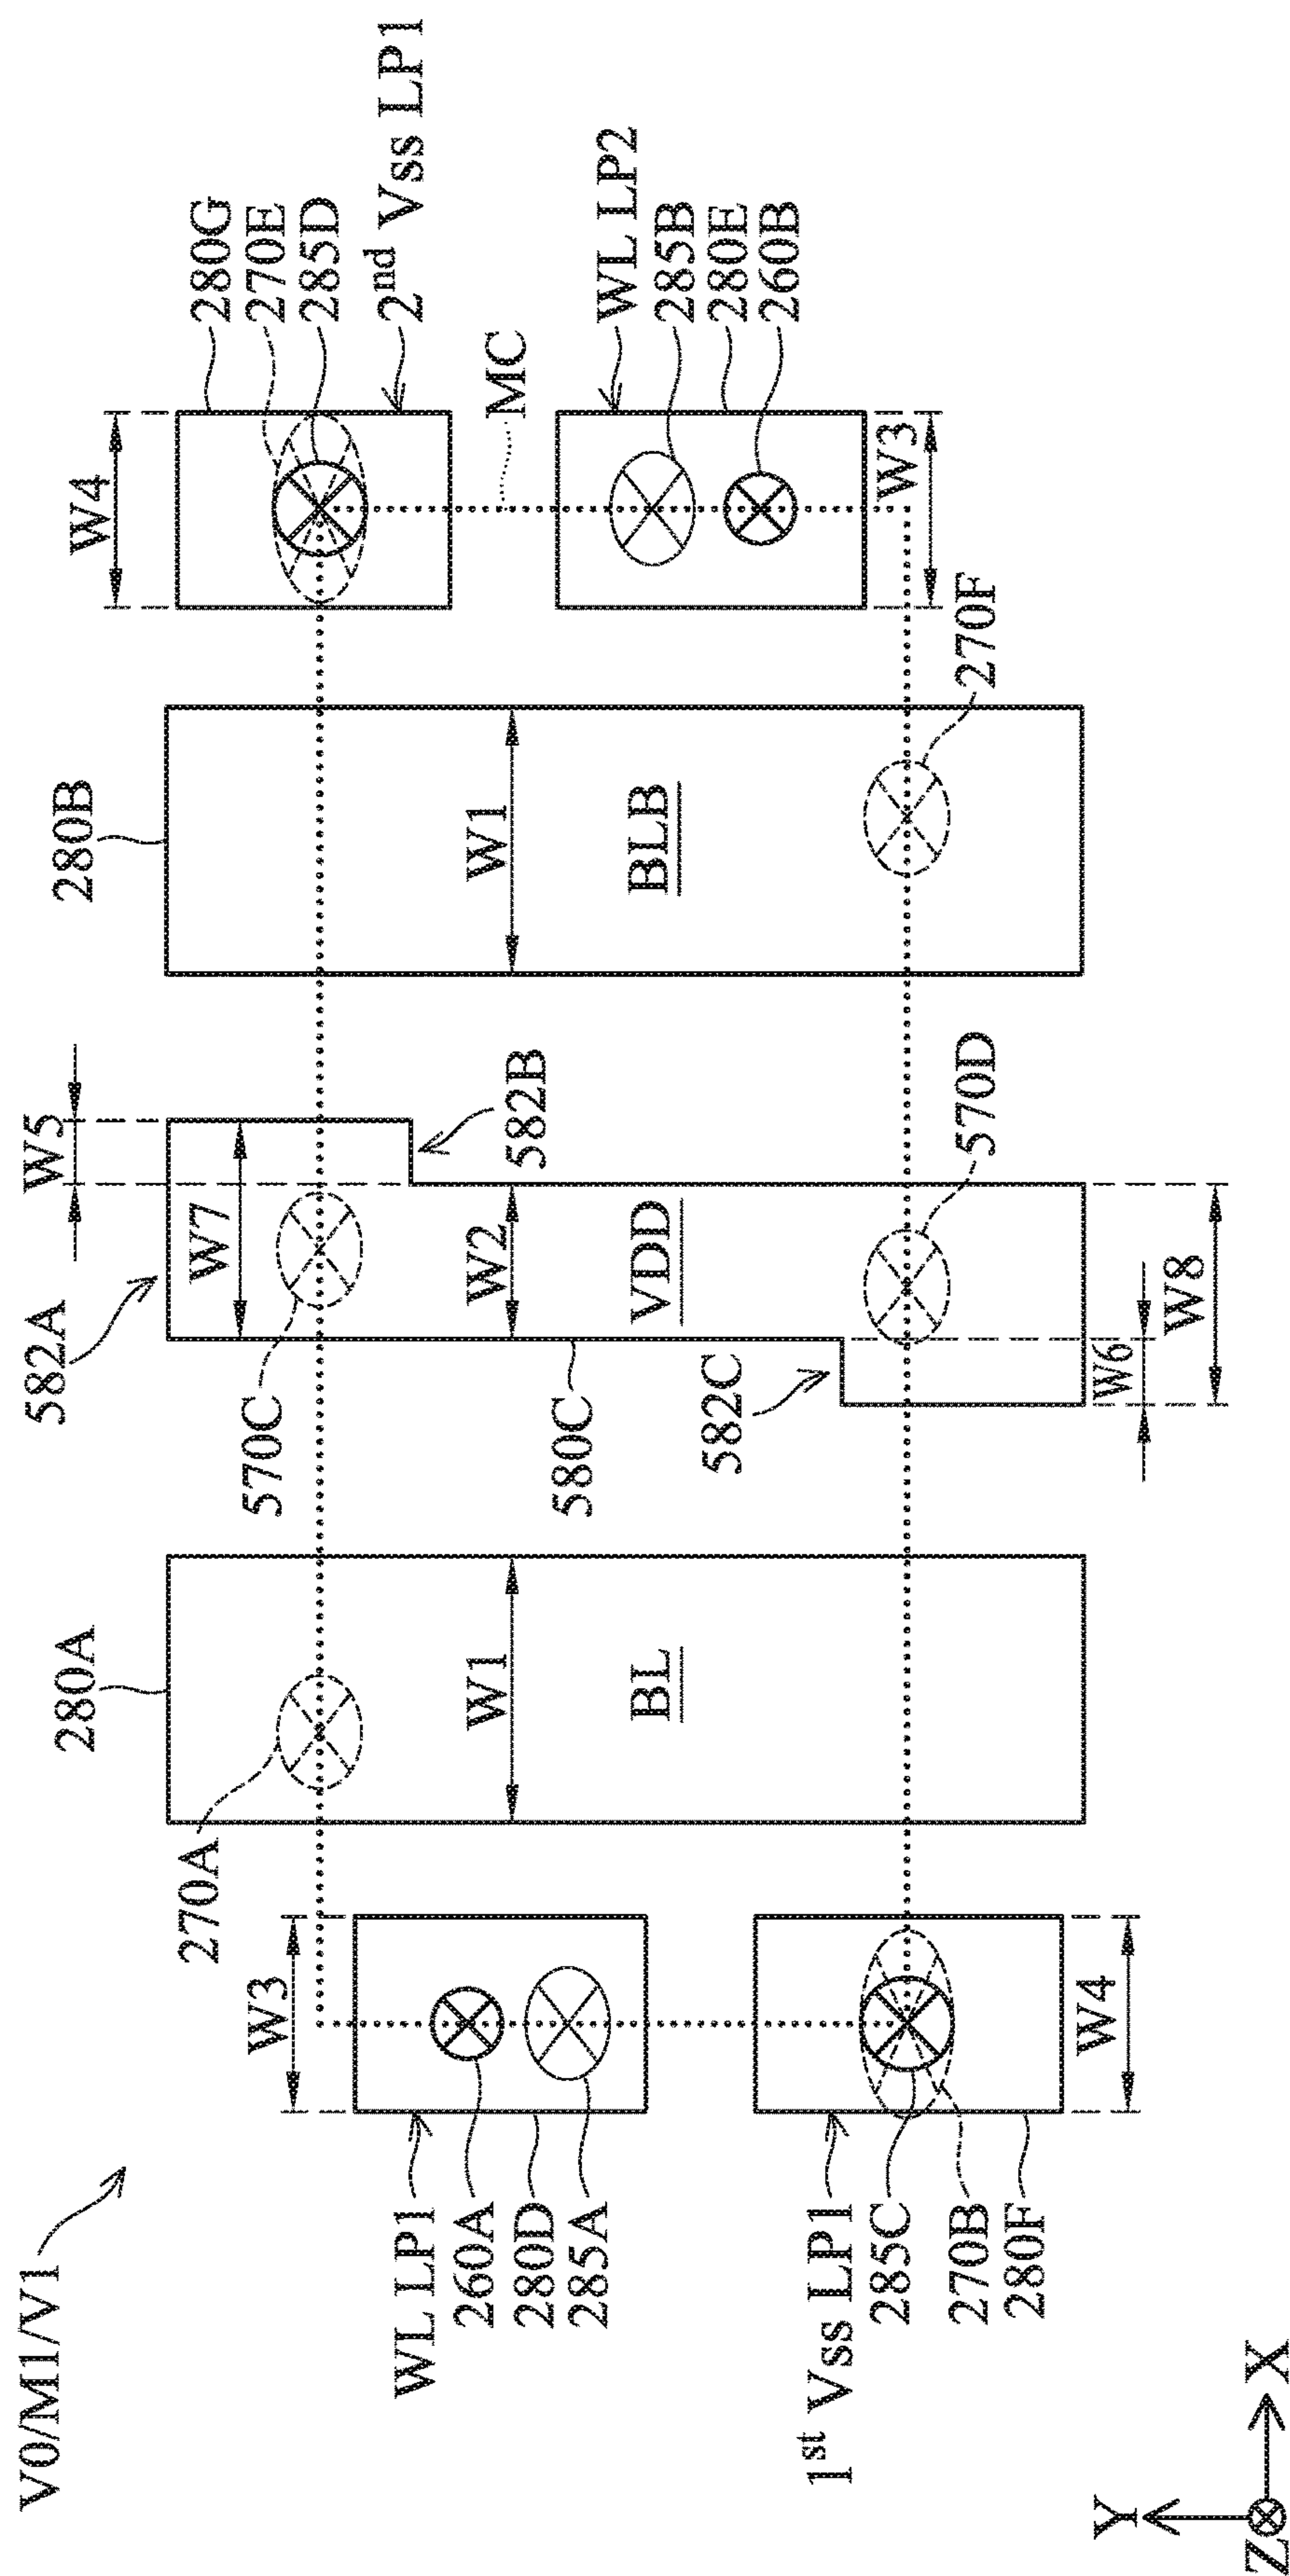 V0/M1/V1
582A
W5
280A
280B
W4
280G
270E
285D
2nd Vss LP1
W7
270A
570C
582B
MC
W3
WL LP1
260A
280D
285A
W1
BL
580C
W2
VDD
W1
BLB
WL LP2
285B
280E
260B
582C
570D
270F
W3
1st Vss LP1
285C
270B
280F
W4
W6
W8
Y
Z
X